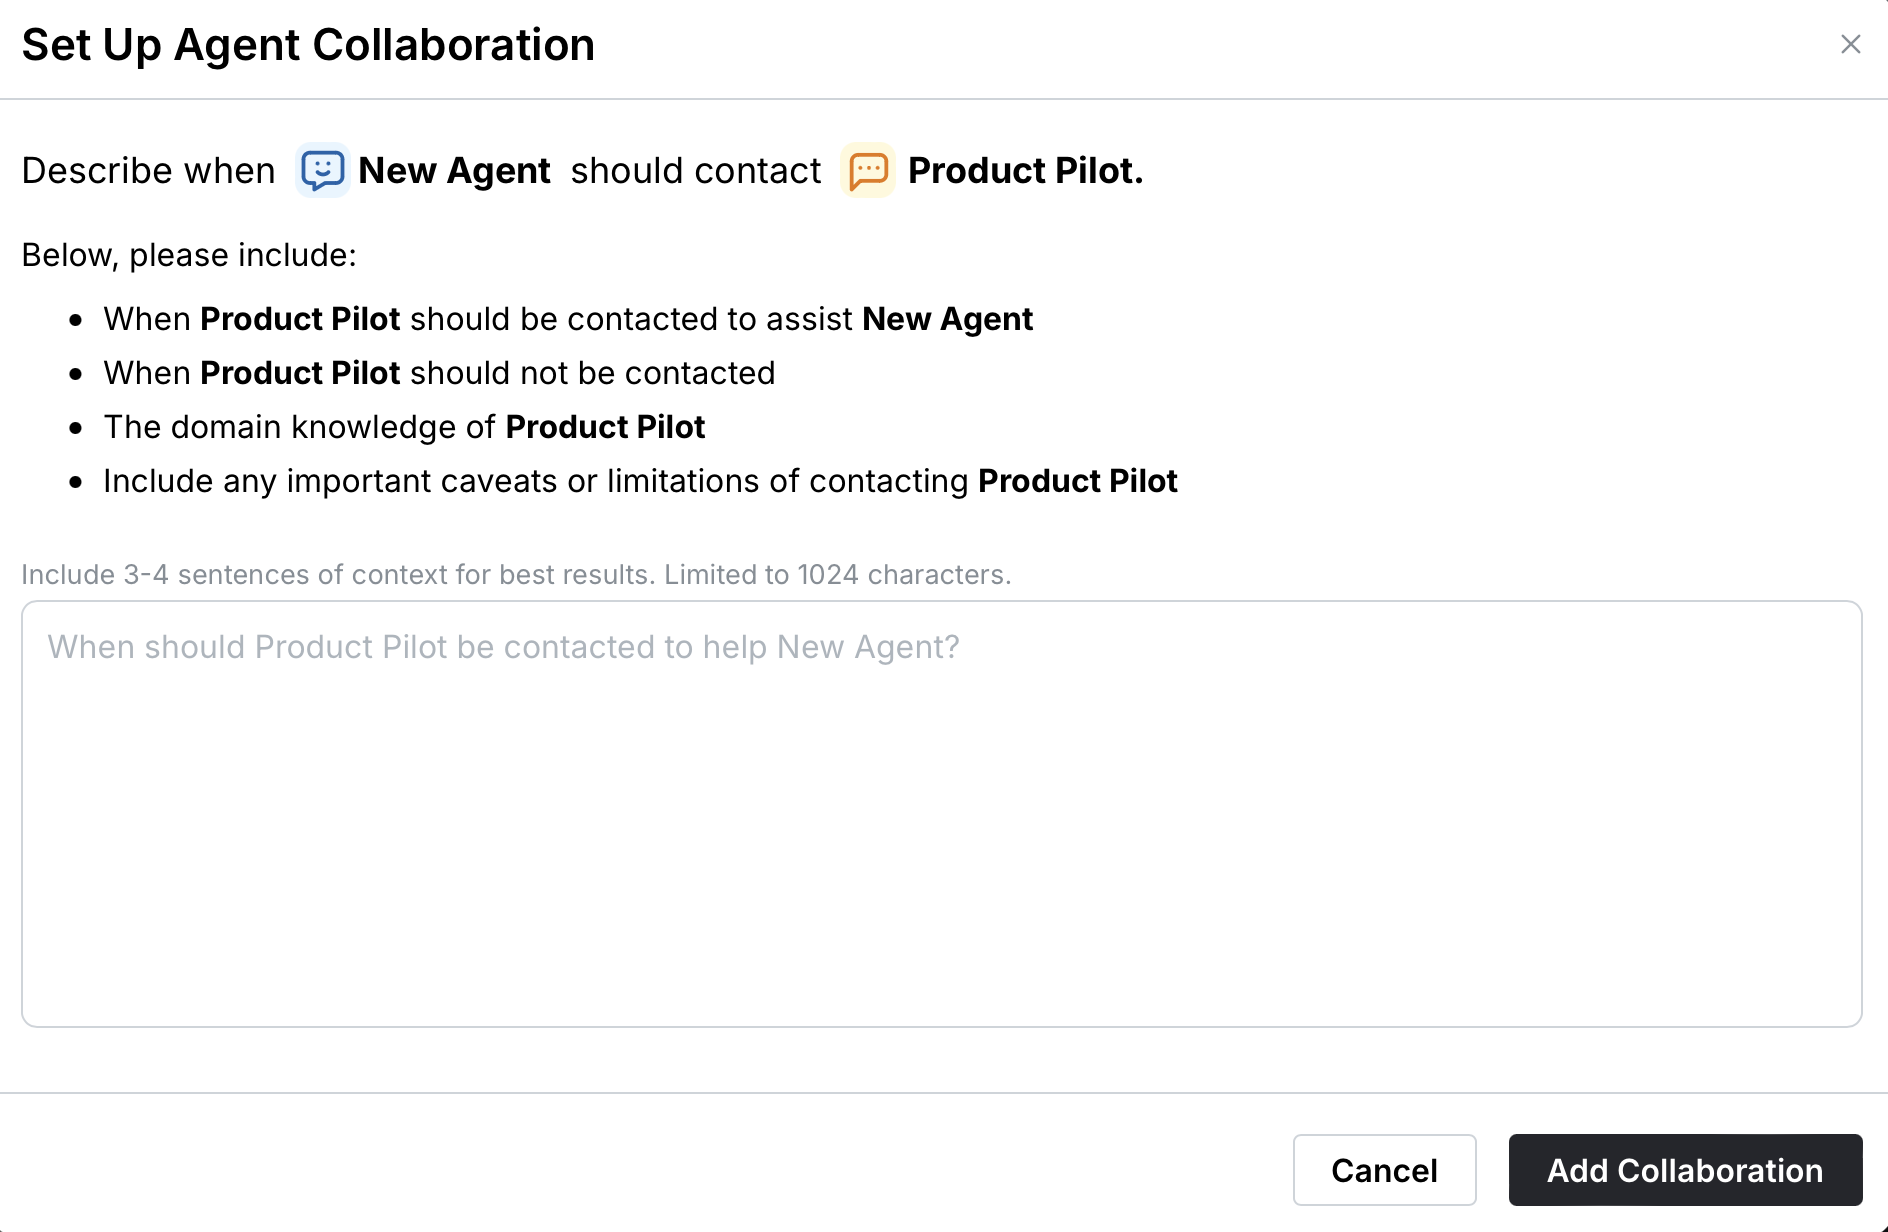 Set Up Agent Collaboration
Describe when New Agent should contact Product Pilot.
Below, please include:
• When Product Pilot should be contacted to assist New Agent
• When Product Pilot should not be contacted
• The domain knowledge of Product Pilot
• Include any important caveats or limitations of contacting Product Pilot
Include 3-4 sentences of context for best results. Limited to 1024 characters.
When should Product Pilot be contacted to help New Agent?
Cancel
Add Collaboration